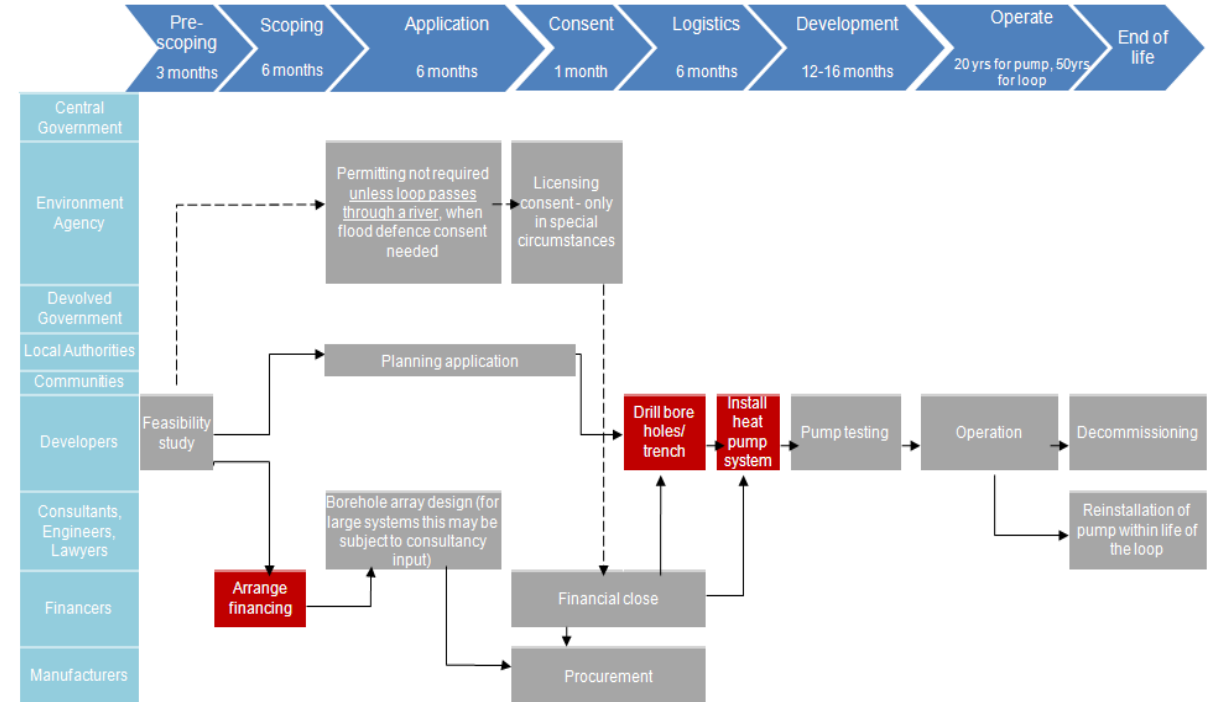 Pre-
scoping
3 months
Scoping
6 months
Application
6 months
Consent
1 month
Logistics
6 months
Development
12-16 months
Operate
20 yrs for pump, 50yrs
for loop
End of
life
Central
Government
Environment
Agency
Permitting not required
unless loop passes
through a river, when
flood defence consent
needed
Licensing
consent - only
in special
circumstances
Devolved
Government
Local Authorities
Planning application
Communities
Developers
Feasibility
study
Drill bore
holes/
trench
Install
heat
pump
system
Pump testing
Operation
Decommissioning
Consultants,
Engineers,
Lawyers
Borehole array design (for
large systems this may be
subject to consultancy
input)
Reinstallation of
pump within life of
the loop
Financers
Arrange
financing
Financial close
Manufacturers
Procurement